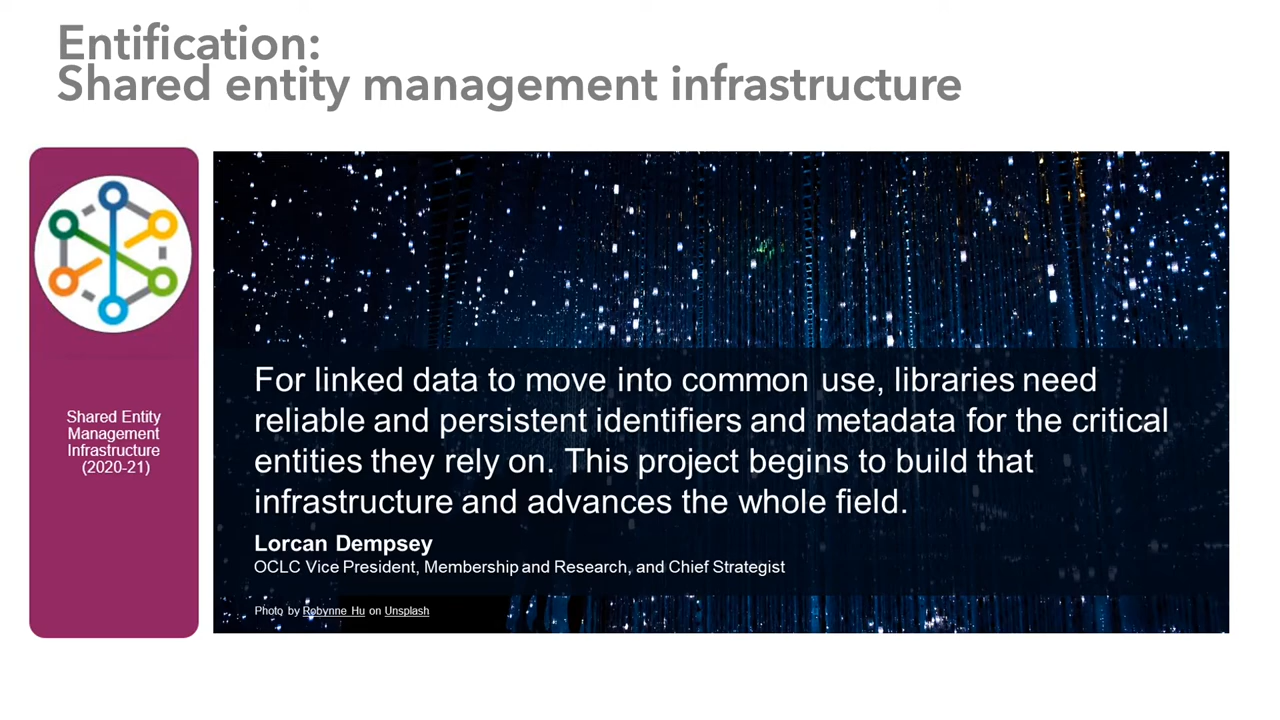 Entification:
Shared entity management infrastructure
Shared Entity
Management
Infrastructure
(2020-21)
For linked data to move into common use, libraries need
reliable and persistent identifiers and metadata for the critical
entities they rely on. This project begins to build that
infrastructure and advances the whole field.
Lorcan Dempsey
OCLC Vice President, Membership and Research, and Chief Strategist
Photo by Robynne Hu on Unsplash